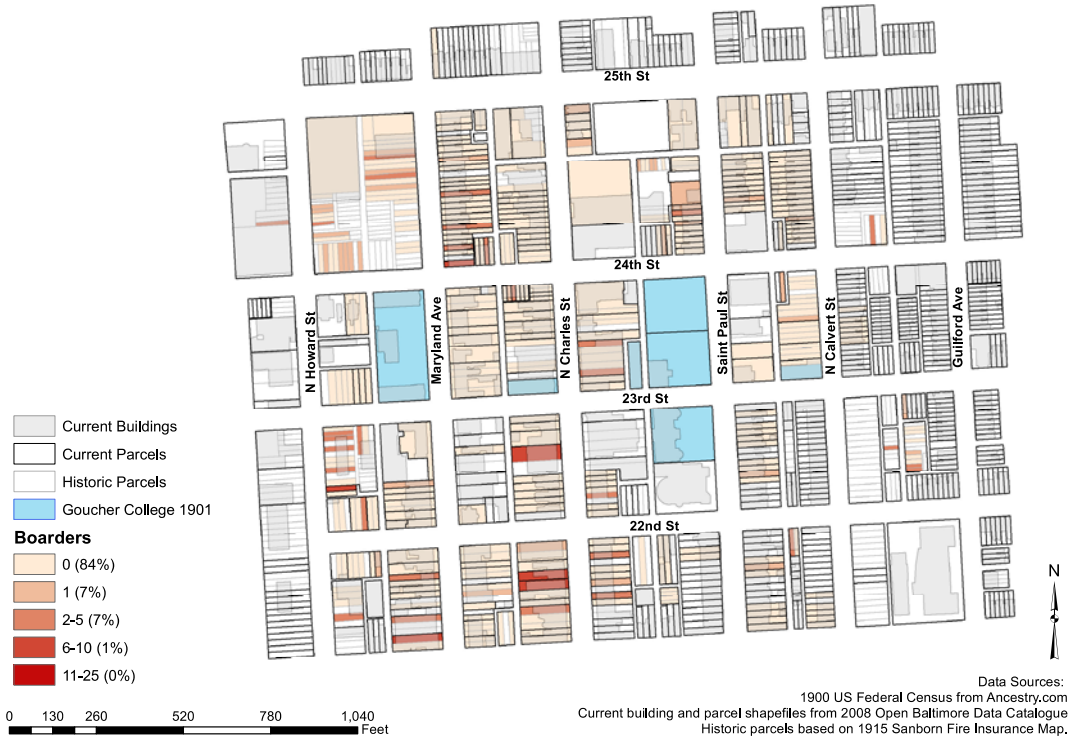 25th St
24th St
N Howard St
Maryland Ave
N Charles St
Saint Paul St
N Calvert St
Guilford Ave
23rd St
22nd St
Current Buildings
Current Parcels
Historic Parcels
Goucher College 1901
Boarders
0 (84%)
1 (7%)
2-5 (7%)
6-10 (1%)
11-25 (0%)
0 130 260 520 780 1,040
Feet
N
Data Sources:
1900 US Federal Census from Ancestry.com
Current building and parcel shapefiles from 2008 Open Baltimore Data Catalogue
Historic parcels based on 1915 Sanborn Fire Insurance Map.